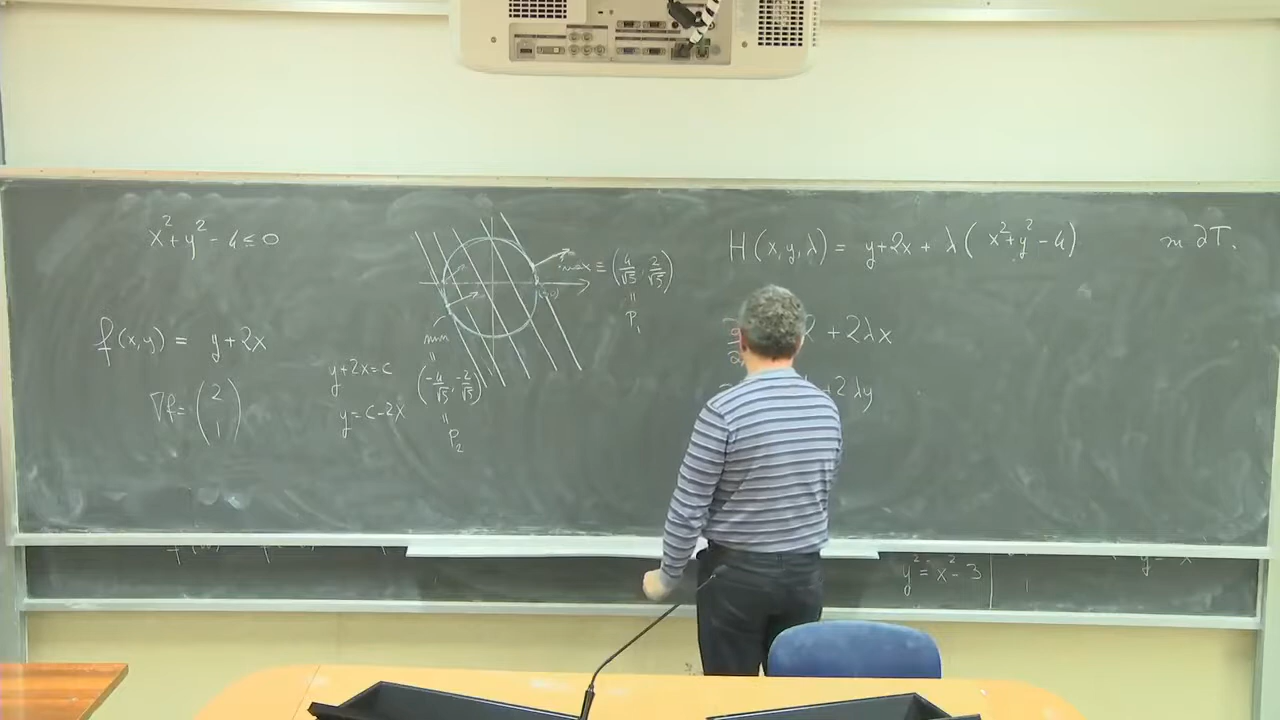 x² + y² - 4 ≤ 0
f(x,y) = y+2x
∇f = (2 1)
y+2x=c
y=c-2x
max ≡ (4/√5, 2/√5)
"
P₁
min
"
(-4/√5, -2/√5)
"
P₂
H(x,y,λ) = y+2x + λ(x²+y²-4)
in ∂T.
2 + 2λx
+2λy
y² = x² - 3